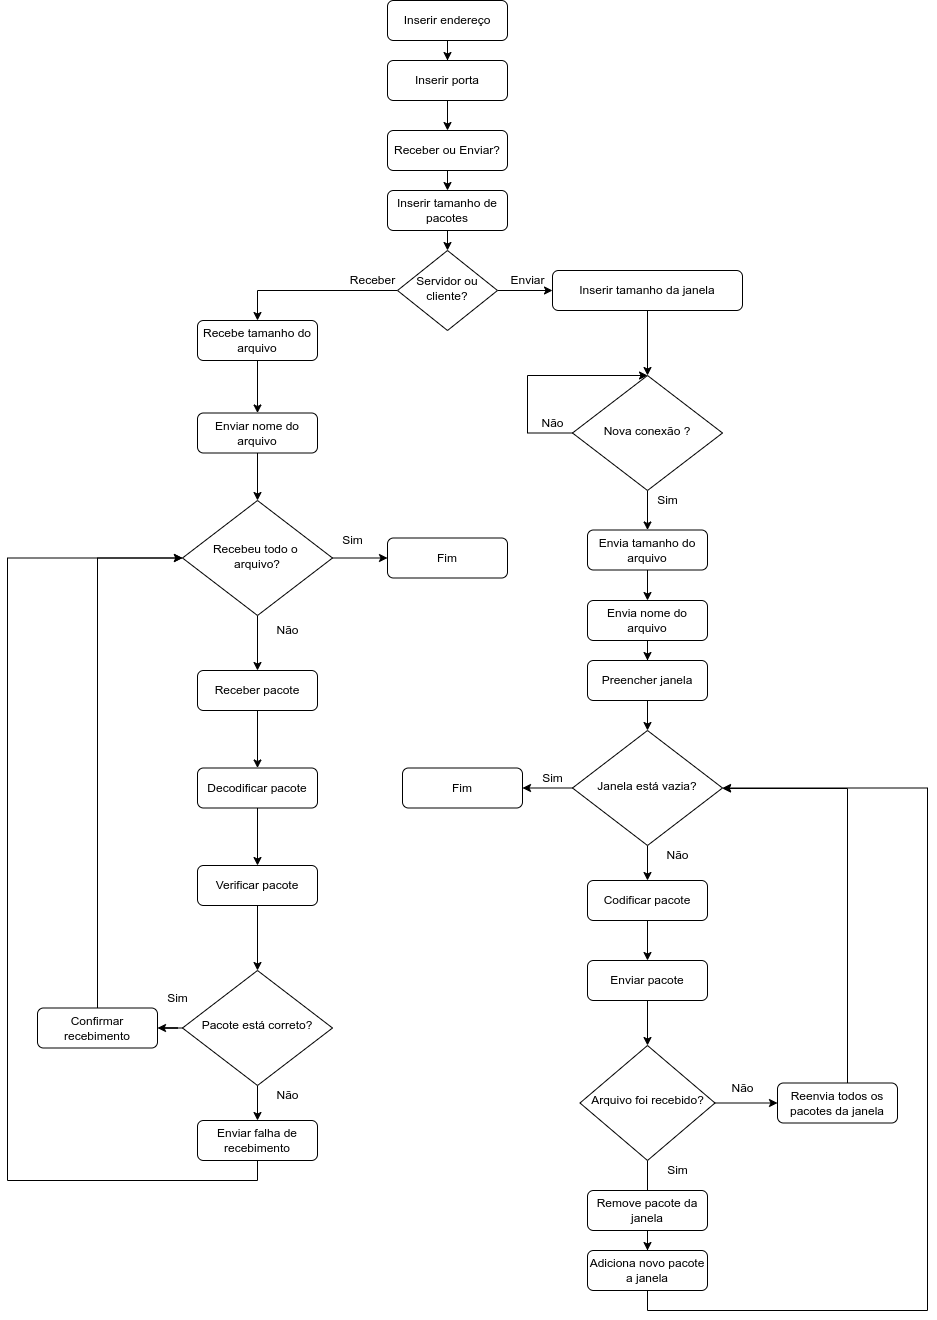 Inserir endereço
Inserir porta
Receber ou Enviar?
Inserir tamanho de
pacotes
Servidor ou
cliente?
Receber
Enviar
Recebe tamanho do
arquivo
Enviar nome do
arquivo
Recebeu todo o
arquivo?
Sim
Fim
Não
Receber pacote
Decodificar pacote
Verificar pacote
Pacote está correto?
Sim
Confirmar
recebimento
Não
Enviar falha de
recebimento
Inserir tamanho da janela
Nova conexão ?
Não
Sim
Envia tamanho do
arquivo
Envia nome do
arquivo
Preencher janela
Janela está vazia?
Sim
Fim
Não
Codificar pacote
Enviar pacote
Arquivo foi recebido?
Não
Reenvia todos os
pacotes da janela
Sim
Remove pacote da
janela
Adiciona novo pacote
a janela